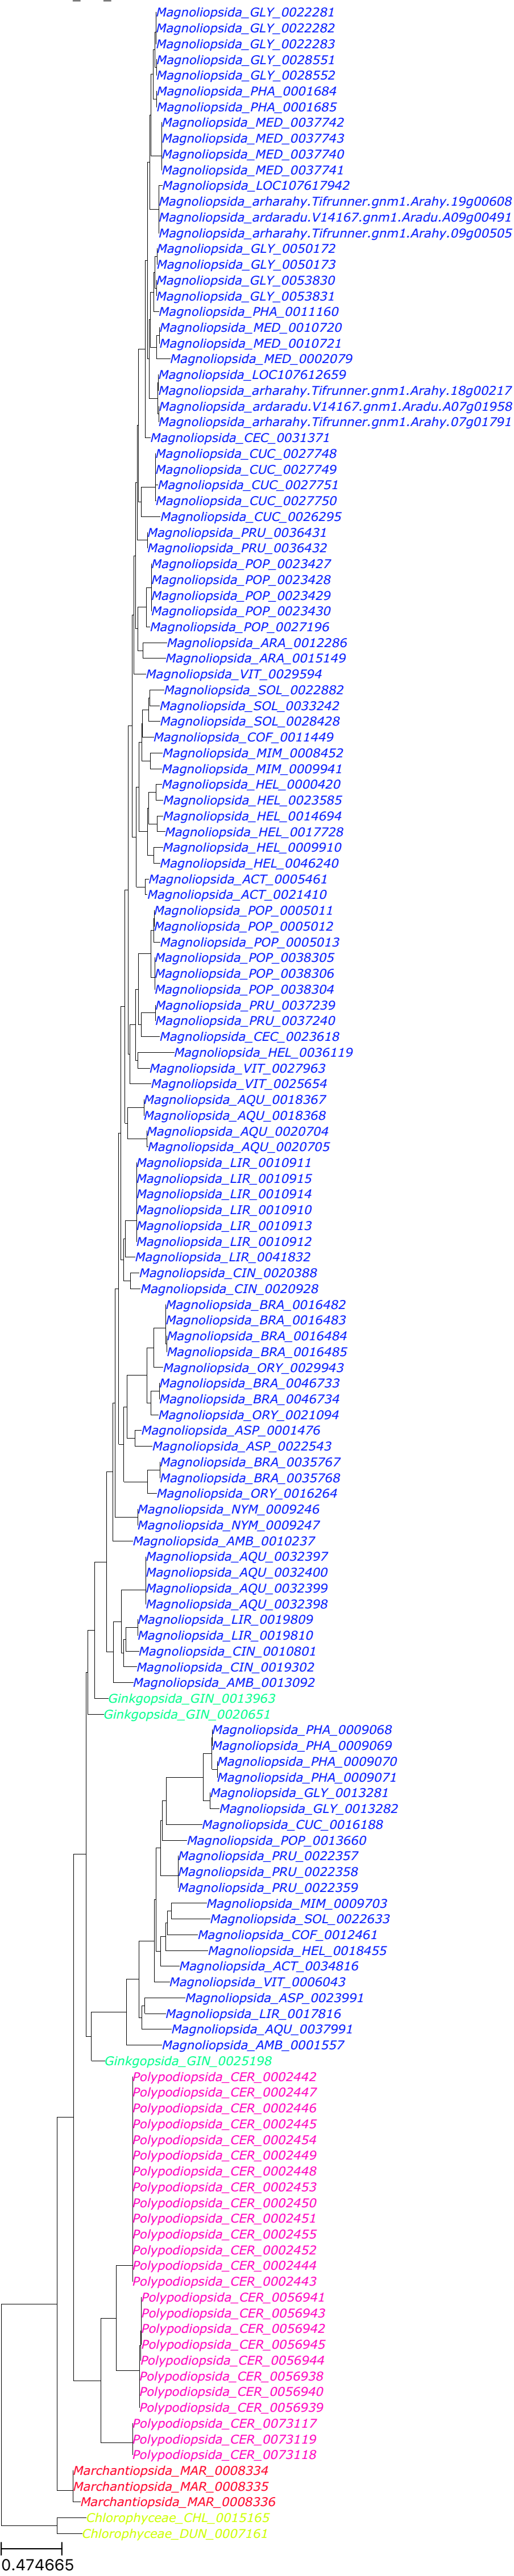 Magnoliopsida_GLY_0022281
Magnoliopsida_GLY_0022282
Magnoliopsida_GLY_0022283
Magnoliopsida_GLY_0028551
Magnoliopsida_GLY_0028552
Magnoliopsida_PHA_0001684
Magnoliopsida_PHA_0001685
Magnoliopsida_MED_0037742
Magnoliopsida_MED_0037743
Magnoliopsida_MED_0037740
Magnoliopsida_MED_0037741
Magnoliopsida_LOC107617942
Magnoliopsida_arharahy.Tifrunner.gnm1.Arahy.19g00608
Magnoliopsida_ardaradu.V14167.gnm1.Aradu.A09g00491
Magnoliopsida_arharahy.Tifrunner.gnm1.Arahy.09g00505
Magnoliopsida_GLY_0050172
Magnoliopsida_GLY_0050173
Magnoliopsida_GLY_0053830
Magnoliopsida_GLY_0053831
Magnoliopsida_PHA_0011160
Magnoliopsida_MED_0010720
Magnoliopsida_MED_0010721
Magnoliopsida_MED_0002079
Magnoliopsida_LOC107612659
Magnoliopsida_arharahy.Tifrunner.gnm1.Arahy.18g00217
Magnoliopsida_ardaradu.V14167.gnm1.Aradu.A07g01958
Magnoliopsida_arharahy.Tifrunner.gnm1.Arahy.07g01791
Magnoliopsida_CEC_0031371
Magnoliopsida_CUC_0027748
Magnoliopsida_CUC_0027749
Magnoliopsida_CUC_0027751
Magnoliopsida_CUC_0027750
Magnoliopsida_CUC_0026295
Magnoliopsida_PRU_0036431
Magnoliopsida_PRU_0036432
Magnoliopsida_POP_0023427
Magnoliopsida_POP_0023428
Magnoliopsida_POP_0023429
Magnoliopsida_POP_0023430
Magnoliopsida_POP_0027196
Magnoliopsida_ARA_0012286
Magnoliopsida_ARA_0015149
Magnoliopsida_VIT_0029594
Magnoliopsida_SOL_0022882
Magnoliopsida_SOL_0033242
Magnoliopsida_SOL_0028428
Magnoliopsida_COF_0011449
Magnoliopsida_MIM_0008452
Magnoliopsida_MIM_0009941
Magnoliopsida_HEL_0000420
Magnoliopsida_HEL_0023585
Magnoliopsida_HEL_0014694
Magnoliopsida_HEL_0017728
Magnoliopsida_HEL_0009910
Magnoliopsida_HEL_0046240
Magnoliopsida_ACT_0005461
Magnoliopsida_ACT_0021410
Magnoliopsida_POP_0005011
Magnoliopsida_POP_0005012
Magnoliopsida_POP_0005013
Magnoliopsida_POP_0038305
Magnoliopsida_POP_0038306
Magnoliopsida_POP_0038304
Magnoliopsida_PRU_0037239
Magnoliopsida_PRU_0037240
Magnoliopsida_CEC_0023618
Magnoliopsida_HEL_0036119
Magnoliopsida_VIT_0027963
Magnoliopsida_VIT_0025654
Magnoliopsida_AQU_0018367
Magnoliopsida_AQU_0018368
Magnoliopsida_AQU_0020704
Magnoliopsida_AQU_0020705
Magnoliopsida_LIR_0010911
Magnoliopsida_LIR_0010915
Magnoliopsida_LIR_0010914
Magnoliopsida_LIR_0010910
Magnoliopsida_LIR_0010913
Magnoliopsida_LIR_0010912
Magnoliopsida_LIR_0041832
Magnoliopsida_CIN_0020388
Magnoliopsida_CIN_0020928
Magnoliopsida_BRA_0016482
Magnoliopsida_BRA_0016483
Magnoliopsida_BRA_0016484
Magnoliopsida_BRA_0016485
Magnoliopsida_ORY_0029943
Magnoliopsida_BRA_0046733
Magnoliopsida_BRA_0046734
Magnoliopsida_ORY_0021094
Magnoliopsida_ASP_0001476
Magnoliopsida_ASP_0022543
Magnoliopsida_BRA_0035767
Magnoliopsida_BRA_0035768
Magnoliopsida_ORY_0016264
Magnoliopsida_NYM_0009246
Magnoliopsida_NYM_0009247
Magnoliopsida_AMB_0010237
Magnoliopsida_AQU_0032397
Magnoliopsida_AQU_0032400
Magnoliopsida_AQU_0032399
Magnoliopsida_AQU_0032398
Magnoliopsida_LIR_0019809
Magnoliopsida_LIR_0019810
Magnoliopsida_CIN_0010801
Magnoliopsida_CIN_0019302
Magnoliopsida_AMB_0013092
Ginkgopsida_GIN_0013963
Ginkgopsida_GIN_0020651
Magnoliopsida_PHA_0009068
Magnoliopsida_PHA_0009069
Magnoliopsida_PHA_0009070
Magnoliopsida_PHA_0009071
Magnoliopsida_GLY_0013281
Magnoliopsida_GLY_0013282
Magnoliopsida_CUC_0016188
Magnoliopsida_POP_0013660
Magnoliopsida_PRU_0022357
Magnoliopsida_PRU_0022358
Magnoliopsida_PRU_0022359
Magnoliopsida_MIM_0009703
Magnoliopsida_SOL_0022633
Magnoliopsida_COF_0012461
Magnoliopsida_HEL_0018455
Magnoliopsida_ACT_0034816
Magnoliopsida_VIT_0006043
Magnoliopsida_ASP_0023991
Magnoliopsida_LIR_0017816
Magnoliopsida_AQU_0037991
Magnoliopsida_AMB_0001557
Ginkgopsida_GIN_0025198
Polypodiopsida_CER_0002442
Polypodiopsida_CER_0002447
Polypodiopsida_CER_0002446
Polypodiopsida_CER_0002445
Polypodiopsida_CER_0002454
Polypodiopsida_CER_0002449
Polypodiopsida_CER_0002448
Polypodiopsida_CER_0002453
Polypodiopsida_CER_0002450
Polypodiopsida_CER_0002451
Polypodiopsida_CER_0002455
Polypodiopsida_CER_0002452
Polypodiopsida_CER_0002444
Polypodiopsida_CER_0002443
Polypodiopsida_CER_0056941
Polypodiopsida_CER_0056943
Polypodiopsida_CER_0056942
Polypodiopsida_CER_0056945
Polypodiopsida_CER_0056944
Polypodiopsida_CER_0056938
Polypodiopsida_CER_0056940
Polypodiopsida_CER_0056939
Polypodiopsida_CER_0073117
Polypodiopsida_CER_0073119
Polypodiopsida_CER_0073118
Marchantiopsida_MAR_0008334
Marchantiopsida_MAR_0008335
Marchantiopsida_MAR_0008336
Chlorophyceae_CHL_0015165
Chlorophyceae_DUN_0007161
0.474665